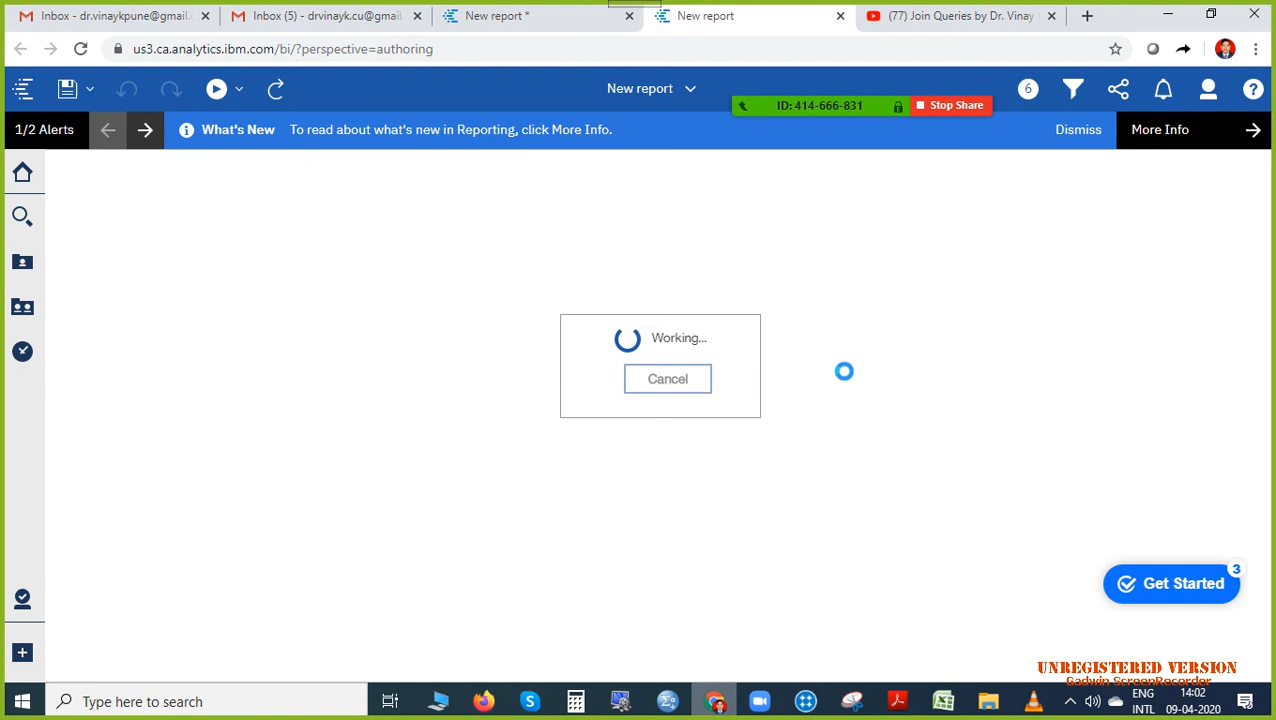 Inbox - dr.vinaykpune@gmail.c
Inbox (5) - drvinayk.cu@gmail
New report *
New report
(77) Join Queries by Dr. Vinay
us3.ca.analytics.ibm.com/bi/?perspective=authoring
New report
6
ID: 414-666-831
Stop Share
1/2 Alerts
What's New
To read about what's new in Reporting, click More Info.
Dismiss
More Info
Working...
Cancel
3
Get Started
UNREGISTERED VERSION
Gadwin ScreenRecorder
Type here to search
ENG
INTL
14:02
09-04-2020